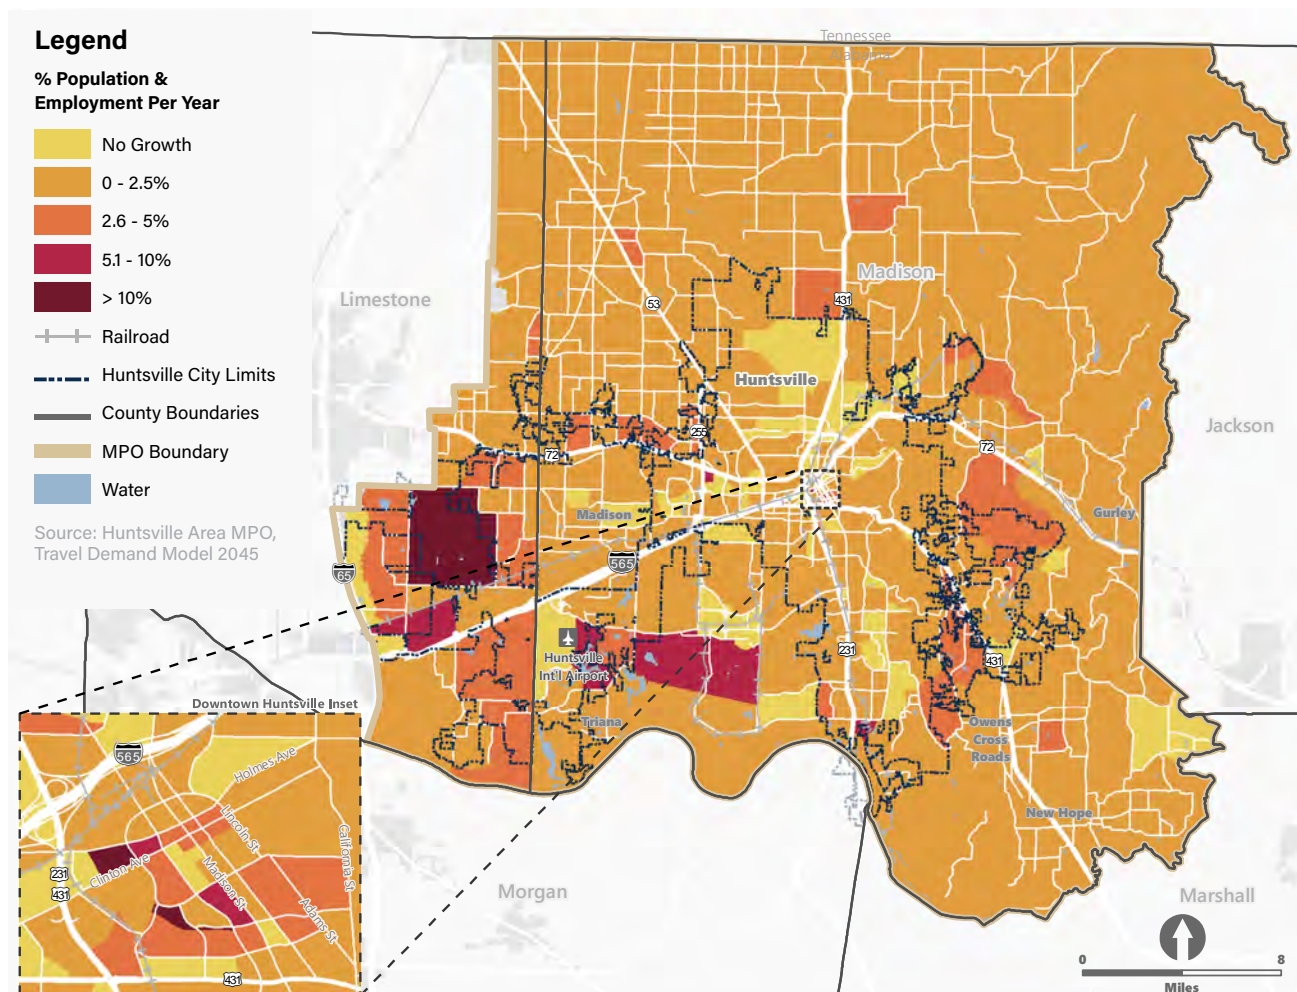 Legend
% Population &
Employment Per Year
No Growth
0 - 2.5%
2.6 - 5%
5.1 - 10%
> 10%
Railroad
Huntsville City Limits
County Boundaries
MPO Boundary
Water
Source: Huntsville Area MPO,
Travel Demand Model 2045
Tennessee
Alabama
Limestone
Madison
53
431
Huntsville
Jackson
255
72
72
Madison
Gurley
565
65
Huntsville
Int'l Airport
231
431
Triana
Owens
Cross
Roads
New Hope
Morgan
Marshall
0 8
Miles
Downtown Huntsville Inset
565
Holmes Ave
Lincoln St
California St
Clinton Ave
Madison St
Adams St
231
431
431